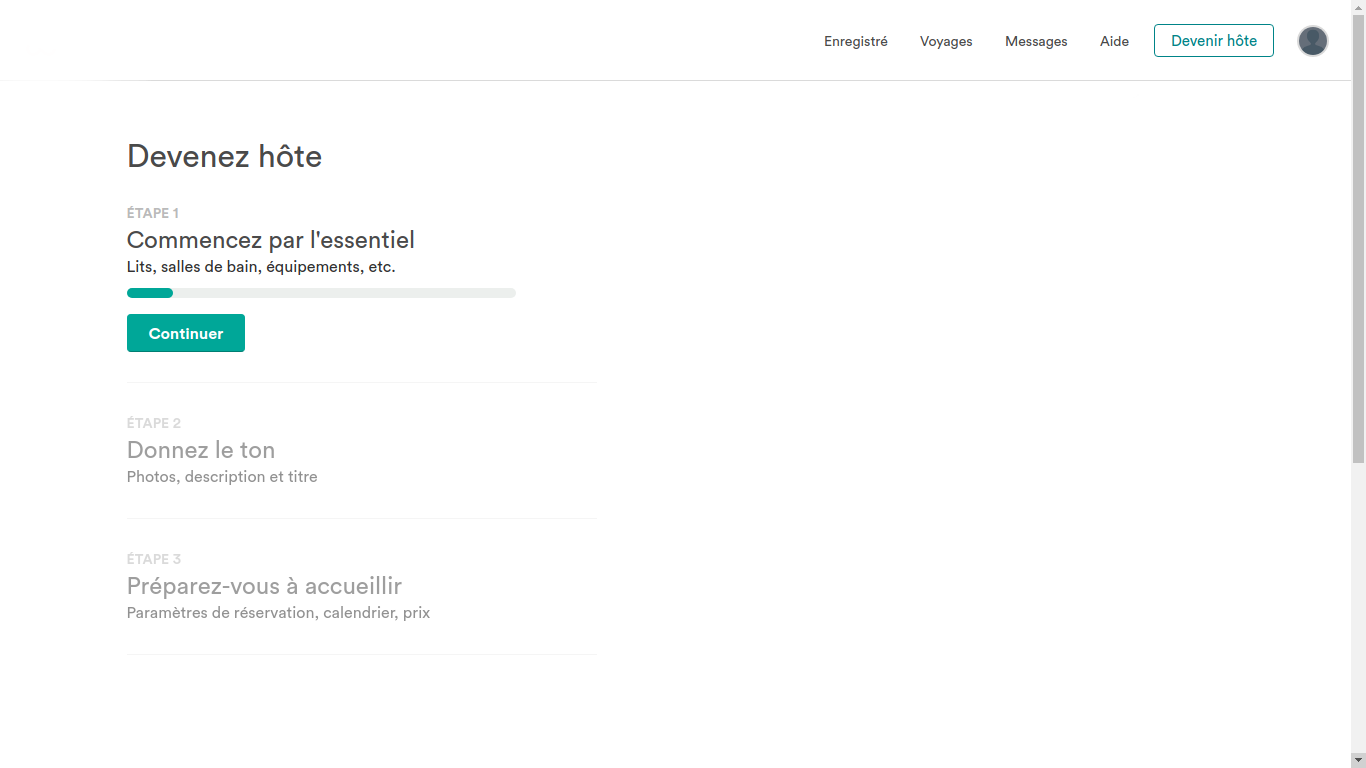 Enregistré Voyages Messages Aide Devenir hôte
Devenez hôte
ÉTAPE 1
Commencez par l'essentiel
Lits, salles de bain, équipements, etc.
Continuer
ÉTAPE 2
Donnez le ton
Photos, description et titre
ÉTAPE 3
Préparez-vous à accueillir
Paramètres de réservation, calendrier, prix